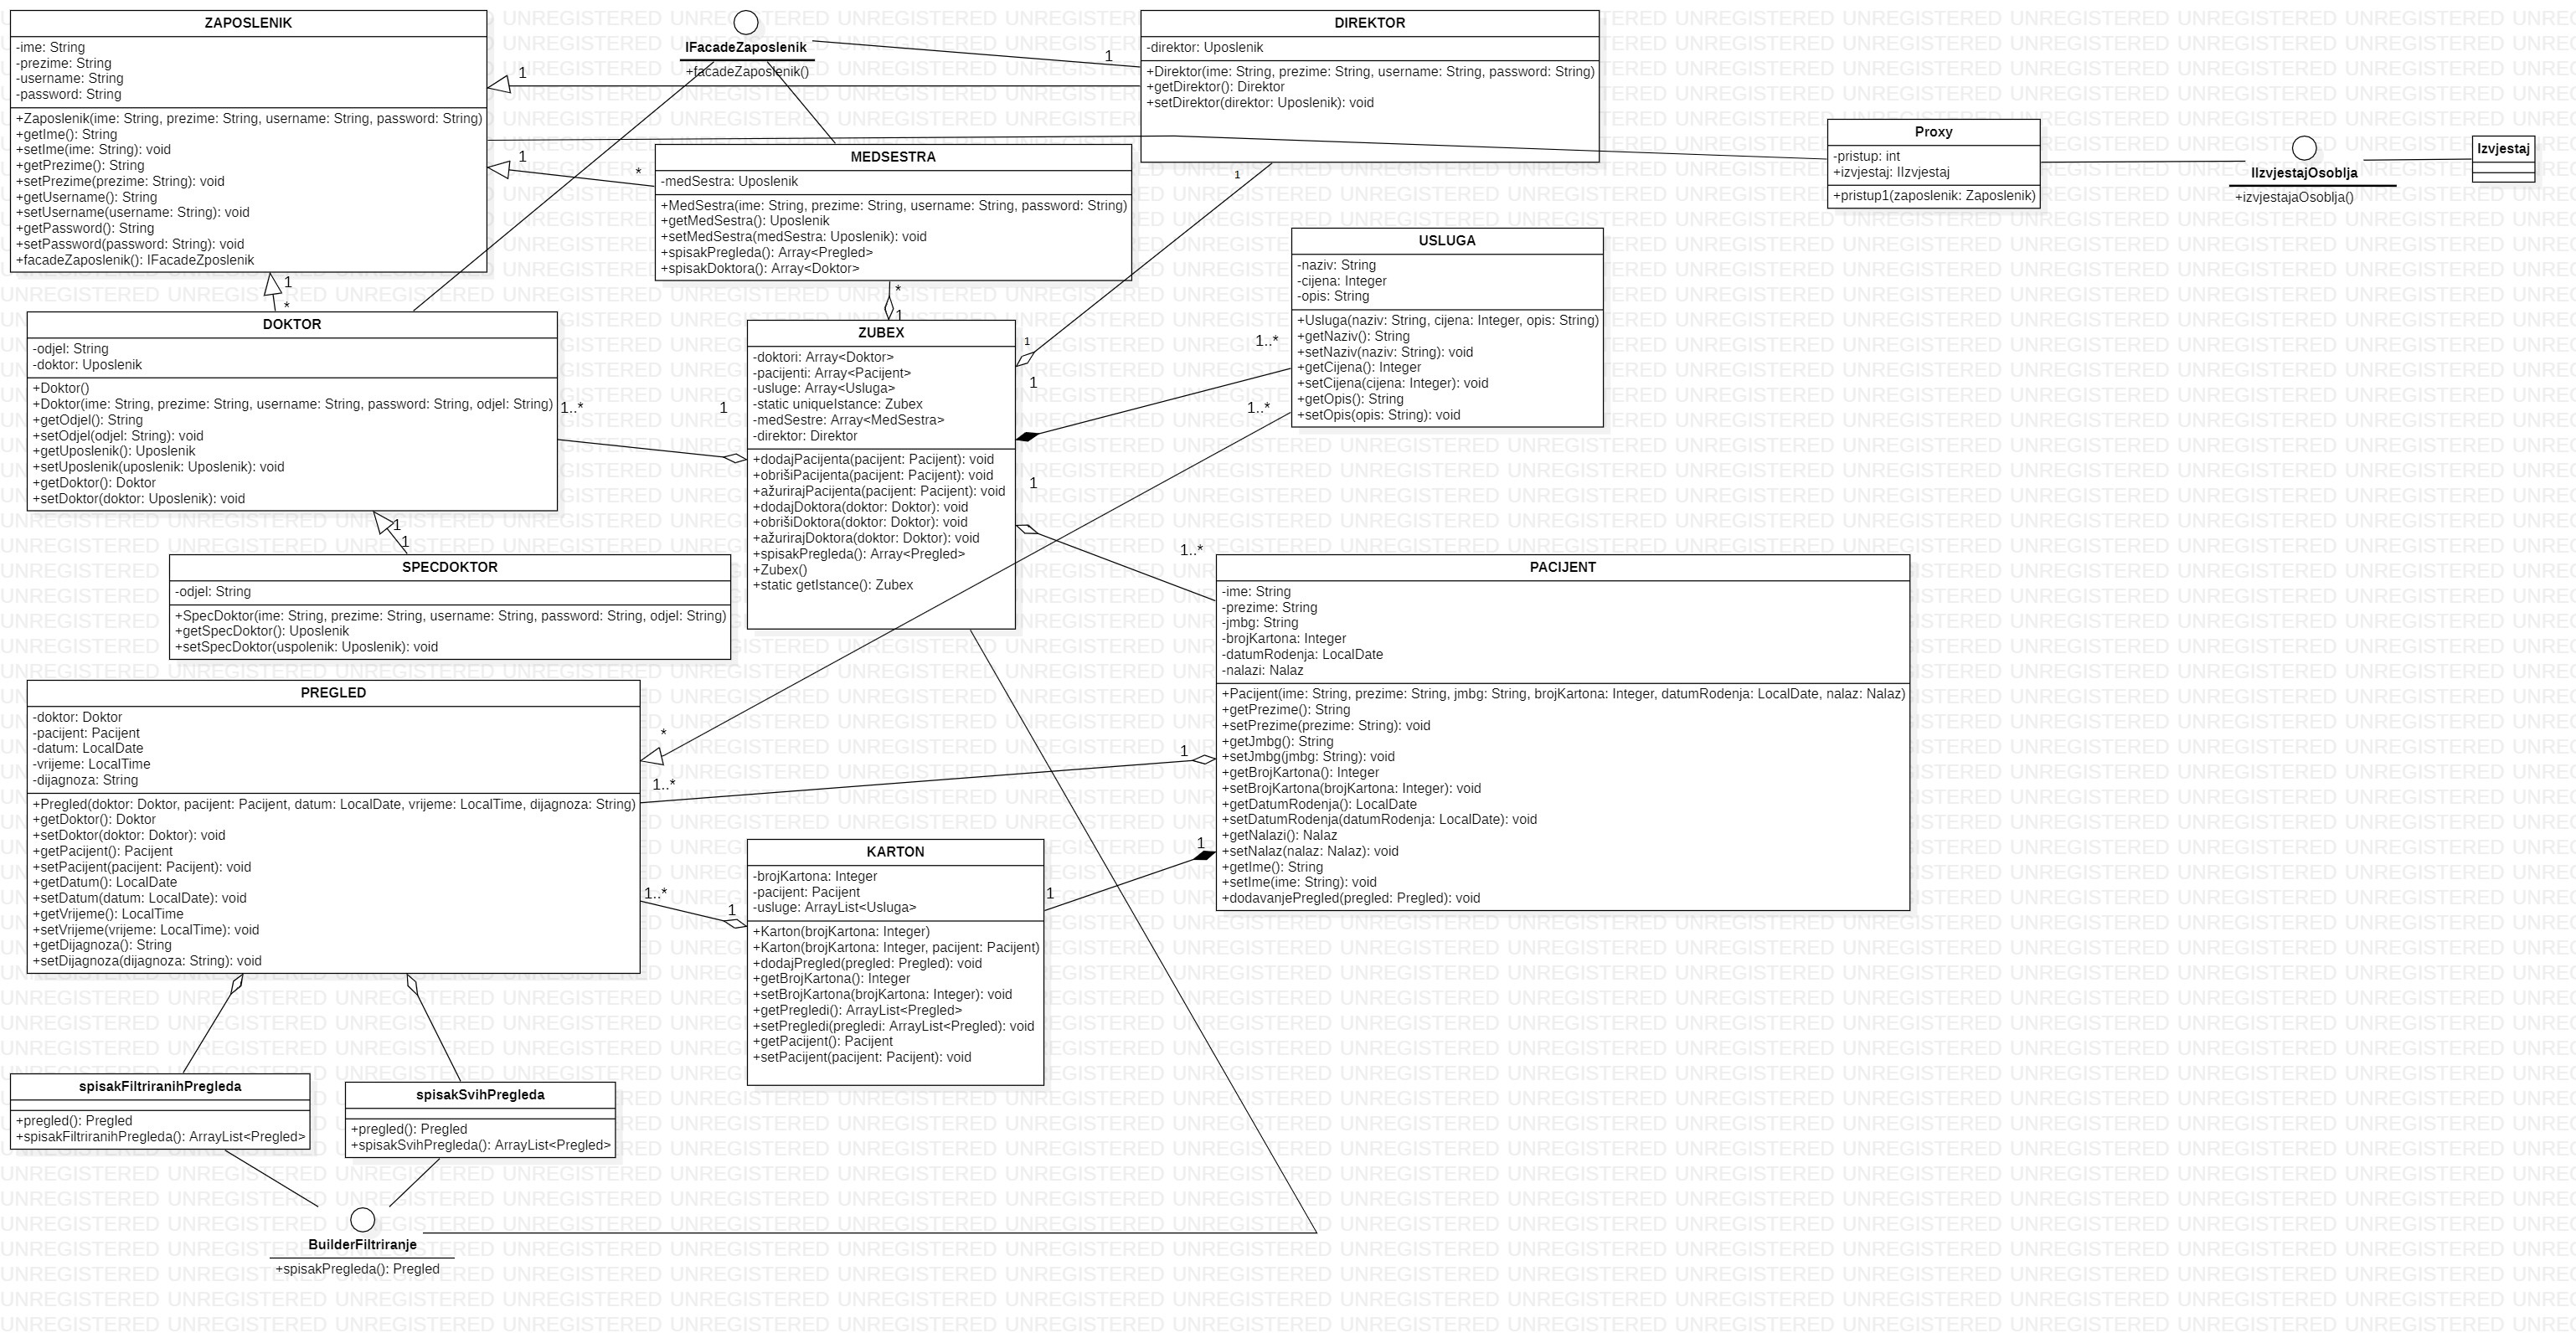 ZAPOSLENIK
-ime: String
-prezime: String
-username: String
-password: String
+Zaposlenik(ime: String, prezime: String, username: String, password: String)
+getIme(): String
+setIme(ime: String): void
+getPrezime(): String
+setPrezime(prezime: String): void
+getUsername(): String
+setUsername(username: String): void
+getPassword(): String
+setPassword(password: String): void
+facadeZaposlenik(): IFacadeZposlenik
1
1
1
*
*
IFacadeZaposlenik
+facadeZaposlenik()
DIREKTOR
-direktor: Uposlenik
+Direktor(ime: String, prezime: String, username: String, password: String)
+getDirektor(): Direktor
+setDirektor(direktor: Uposlenik): void
1
1
1
MEDSESTRA
-medSestra: Uposlenik
+MedSestra(ime: String, prezime: String, username: String, password: String)
+getMedSestra(): Uposlenik
+setMedSestra(medSestra: Uposlenik): void
+spisakPregleda(): Array<Pregled>
+spisakDoktora(): Array<Doktor>
*
1
Proxy
-pristup: int
+izvjestaj: IIzvjestaj
+pristup1(zaposlenik: Zaposlenik)
IIzvjestajOsoblja
+izvjestajaOsoblja()
Izvjestaj
USLUGA
-naziv: String
-cijena: Integer
-opis: String
+Usluga(naziv: String, cijena: Integer, opis: String)
+getNaziv(): String
+setNaziv(naziv: String): void
+getCijena(): Integer
+setCijena(cijena: Integer): void
+getOpis(): String
+setOpis(opis: String): void
1..*
1..*
DOKTOR
-odjel: String
-doktor: Uposlenik
+Doktor()
+Doktor(ime: String, prezime: String, username: String, password: String, odjel: String)
+getOdjel(): String
+setOdjel(odjel: String): void
+getUposlenik(): Uposlenik
+setUposlenik(uposlenik: Uposlenik): void
+getDoktor(): Doktor
+setDoktor(doktor: Uposlenik): void
1..*
1
1
1
ZUBEX
-doktori: Array<Doktor>
-pacijenti: Array<Pacijent>
-usluge: Array<Usluga>
-static uniqueIstance: Zubex
-medSestre: Array<MedSestra>
-direktor: Direktor
+dodajPacijenta(pacijent: Pacijent): void
+obrišiPacijenta(pacijent: Pacijent): void
+ažurirajPacijenta(pacijent: Pacijent): void
+dodajDoktora(doktor: Doktor): void
+obrišiDoktora(doktor: Doktor): void
+ažurirajDoktora(doktor: Doktor): void
+spisakPregleda(): Array<Pregled>
+Zubex()
+static getIstance(): Zubex
1
1
1..*
SPECDOKTOR
-odjel: String
+SpecDoktor(ime: String, prezime: String, username: String, password: String, odjel: String)
+getSpecDoktor(): Uposlenik
+setSpecDoktor(uspolenik: Uposlenik): void
PACIJENT
-ime: String
-prezime: String
-jmbg: String
-brojKartona: Integer
-datumRodenja: LocalDate
-nalazi: Nalaz
+Pacijent(ime: String, prezime: String, jmbg: String, brojKartona: Integer, datumRodenja: LocalDate, nalaz: Nalaz)
+getPrezime(): String
+setPrezime(prezime: String): void
+getJmbg(): String
+setJmbg(jmbg: String): void
+getBrojKartona(): Integer
+setBrojKartona(brojKartona: Integer): void
+getDatumRodenja(): LocalDate
+setDatumRodenja(datumRodenja: LocalDate): void
+getNalazi(): Nalaz
+setNalaz(nalaz: Nalaz): void
+getIme(): String
+setIme(ime: String): void
+dodavanjePregled(pregled: Pregled): void
1
1
PREGLED
-doktor: Doktor
-pacijent: Pacijent
-datum: LocalDate
-vrijeme: LocalTime
-dijagnoza: String
+Pregled(doktor: Doktor, pacijent: Pacijent, datum: LocalDate, vrijeme: LocalTime, dijagnoza: String)
+getDoktor(): Doktor
+setDoktor(doktor: Doktor): void
+getPacijent(): Pacijent
+setPacijent(pacijent: Pacijent): void
+getDatum(): LocalDate
+setDatum(datum: LocalDate): void
+getVrijeme(): LocalTime
+setVrijeme(vrijeme: LocalTime): void
+getDijagnoza(): String
+setDijagnoza(dijagnoza: String): void
*
1..*
1..*
1
1
KARTON
-brojKartona: Integer
-pacijent: Pacijent
-usluge: ArrayList<Usluga>
+Karton(brojKartona: Integer)
+Karton(brojKartona: Integer, pacijent: Pacijent)
+dodajPregled(pregled: Pregled): void
+getBrojKartona(): Integer
+setBrojKartona(brojKartona: Integer): void
+getPregledi(): ArrayList<Pregled>
+setPregledi(pregledi: ArrayList<Pregled): void
+getPacijent(): Pacijent
+setPacijent(pacijent: Pacijent): void
spisakFiltriranihPregleda
+pregled(): Pregled
+spisakFiltriranihPregleda(): ArrayList<Pregled>
spisakSvihPregleda
+pregled(): Pregled
+spisakSvihPregleda(): ArrayList<Pregled>
BuilderFiltriranje
+spisakPregleda(): Pregled